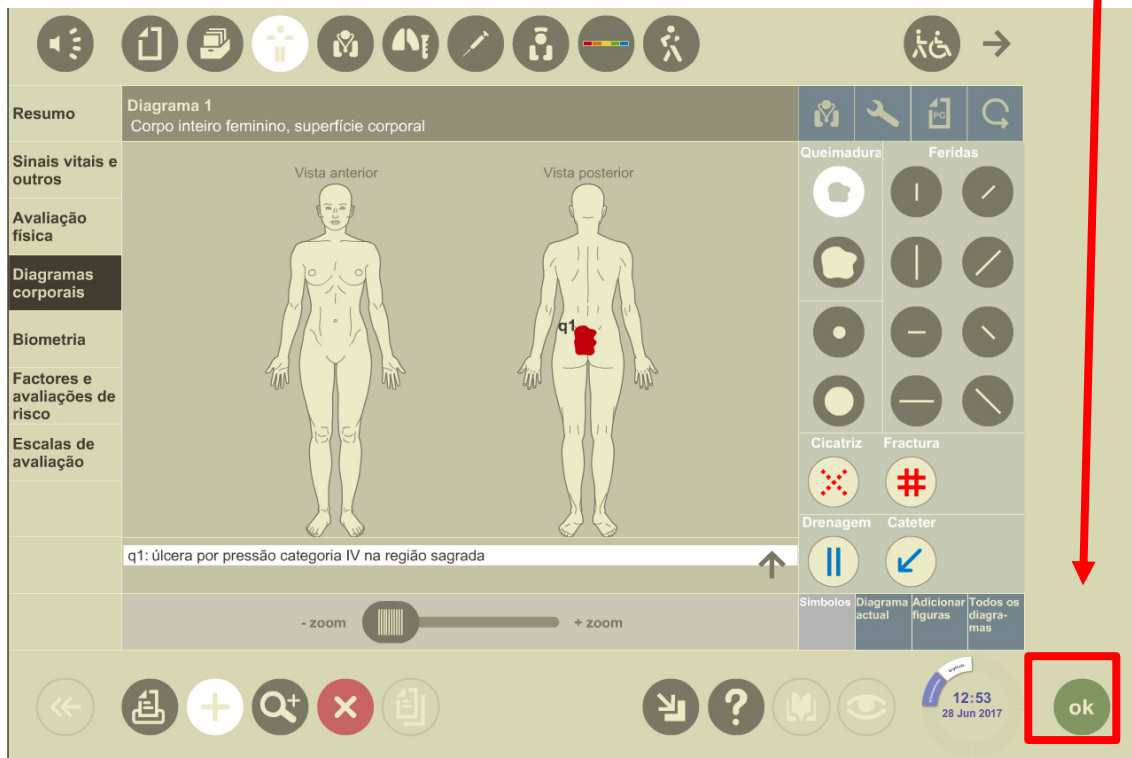 Resumo
Sinais vitais e
outros
Avaliação
física
Diagramas
corporais
Biometria
Factores e
avaliações de
risco
Escalas de
avaliação
Diagrama 1
Corpo inteiro feminino, superfície corporal
Vista anterior
Vista posterior
q1
q1: úlcera por pressão categoria IV na região sagrada
- zoom
+ zoom
PC
Queimadura
Feridas
Cicatriz
Fractura
Drenagem
Cateter
Símbolos
Diagrama
actual
Adicionar
figuras
Todos os
diagra-
mas
?
12:53
28 Jun 2017
ok